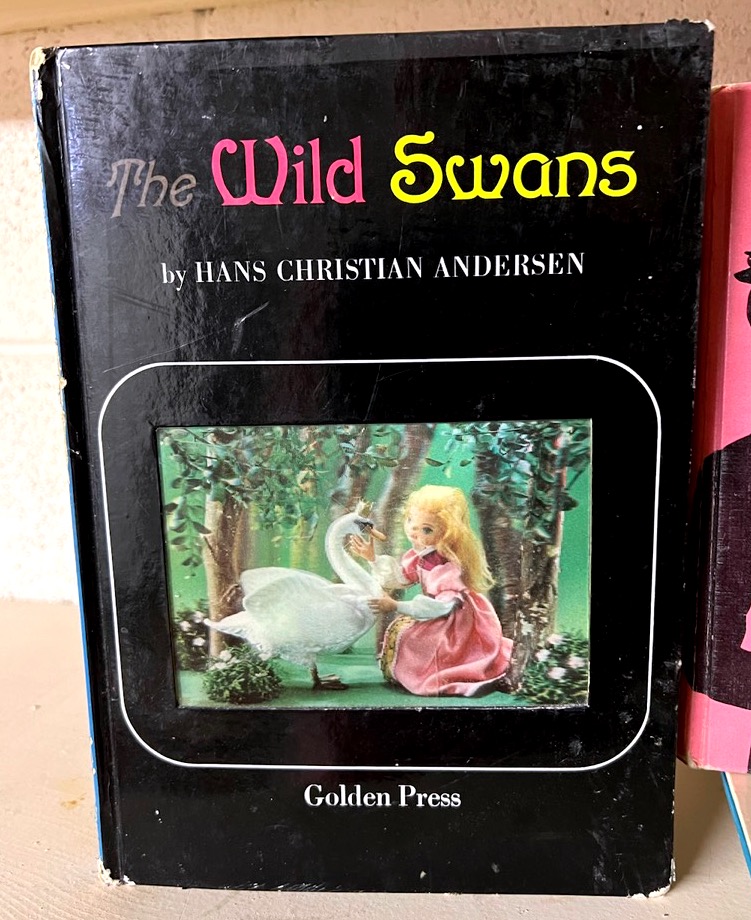 The Wild Swans
by HANS CHRISTIAN ANDERSEN
Golden Press